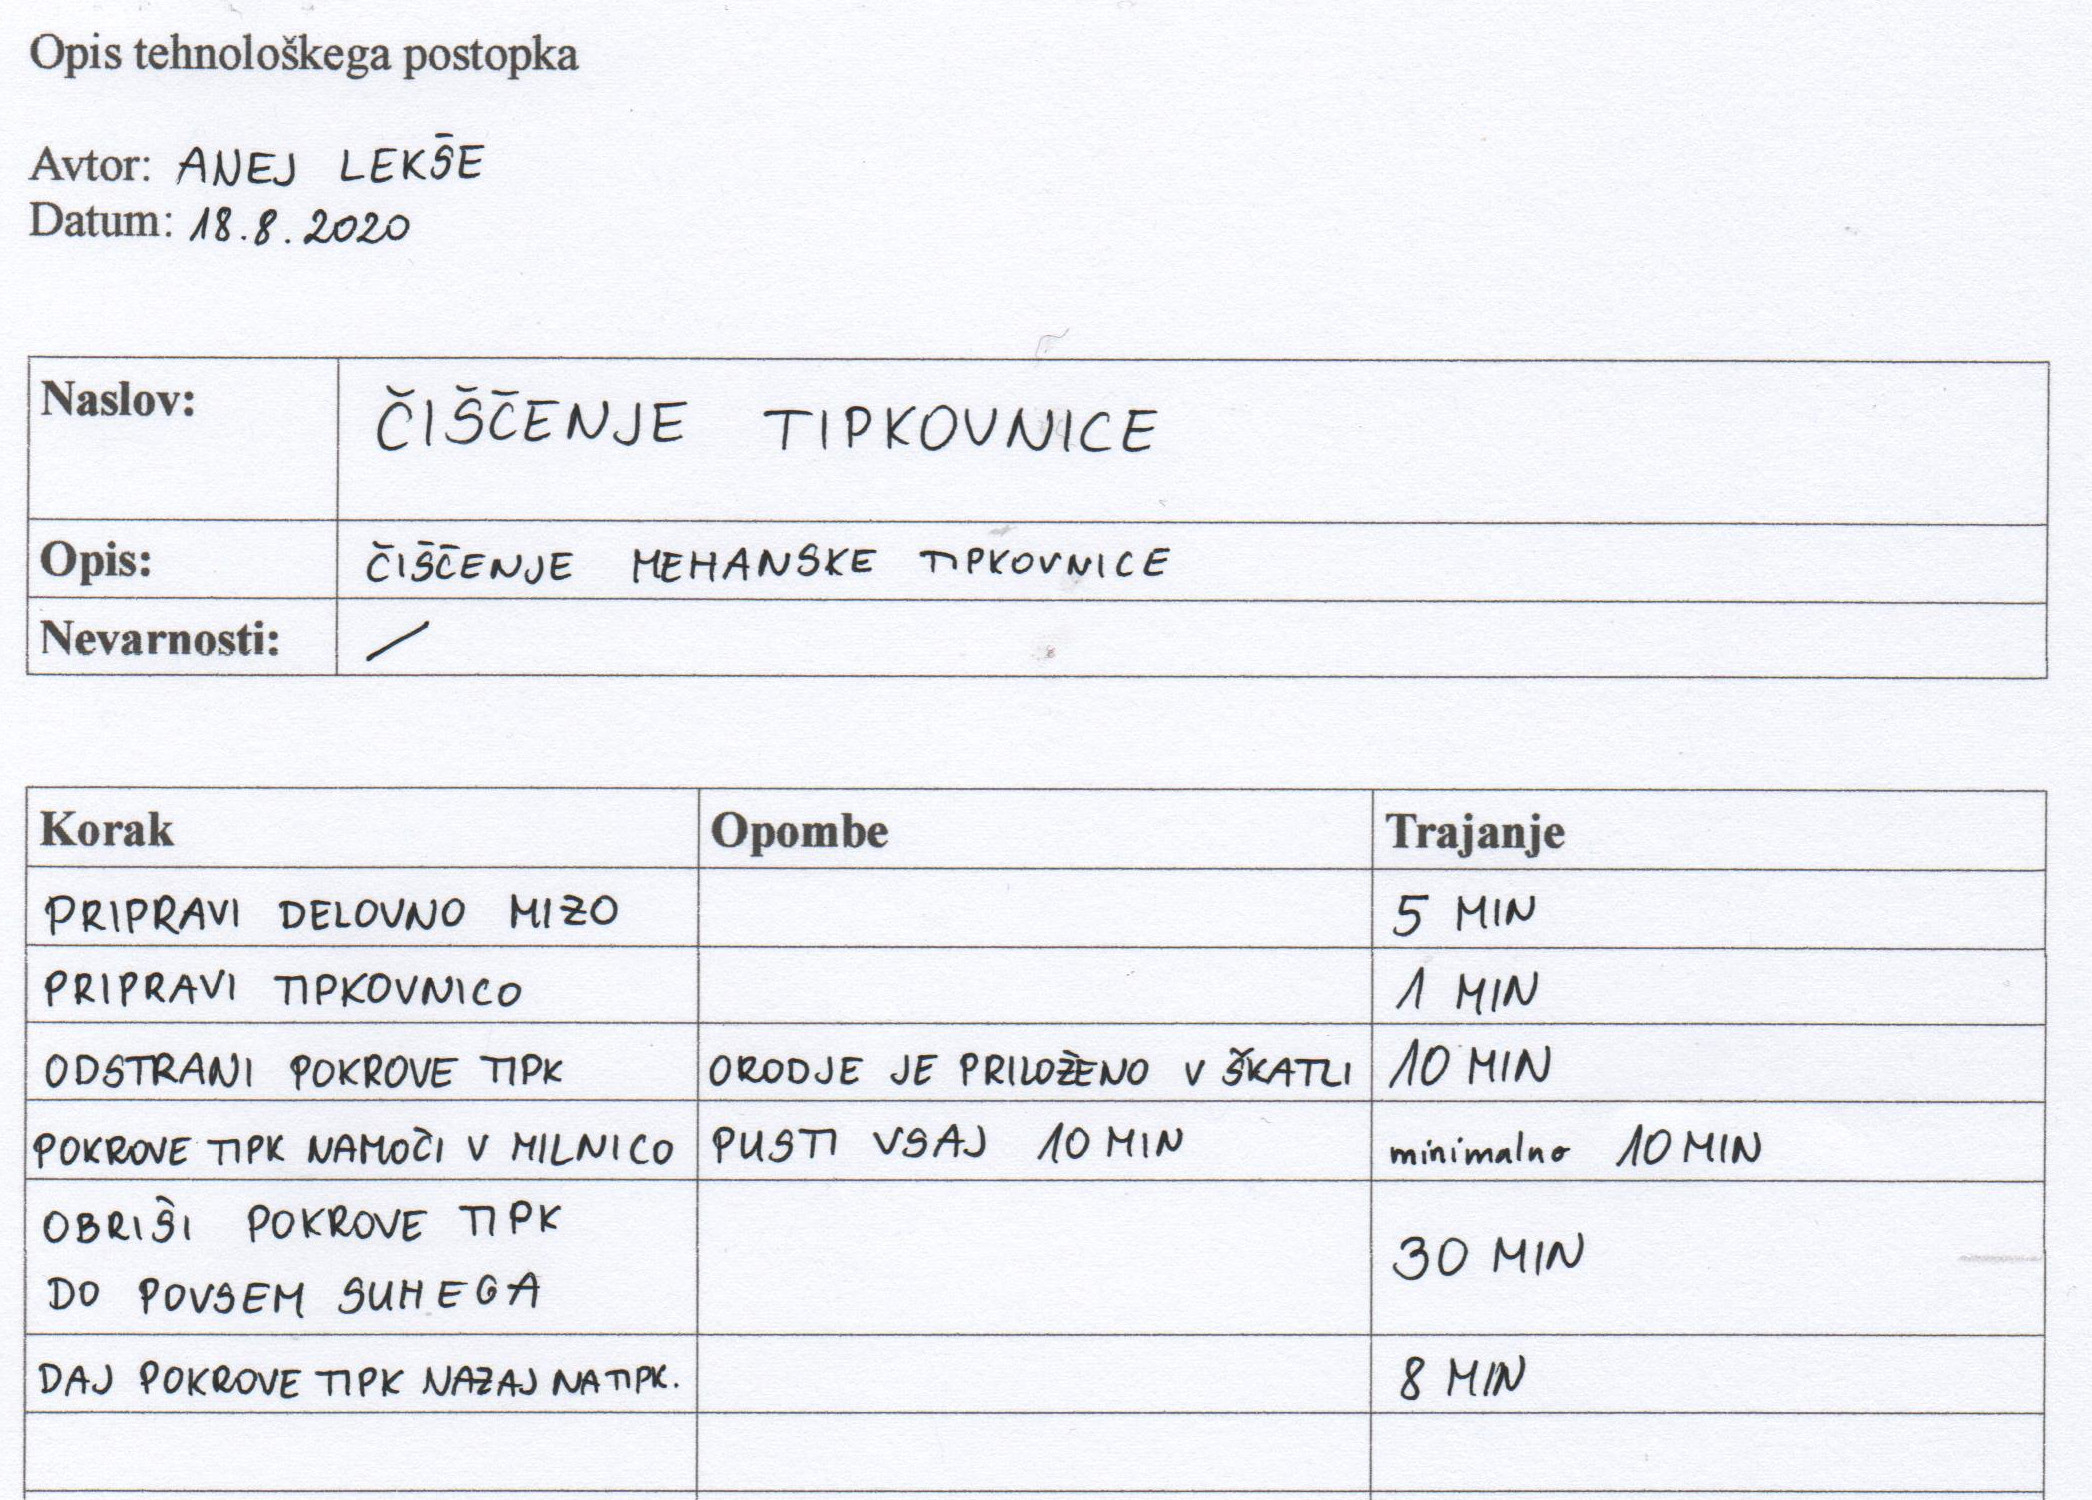 Opis tehnološkega postopka
Avtor: ANEJ LEKŠE
Datum: 18.8.2020
Naslov: ČIŠČENJE TIPKOVNICE
Opis: ČIŠČENJE MEHANSKE TIPKOVNICE
Nevarnosti: /
Korak Opombe Trajanje
PRIPRAVI DELOVNO MIZO 5 MIN
PRIPRAVI TIPKOVNICO 1 MIN
ODSTRANI POKROVE TIPK ORODJE JE PRILOŽENO V ŠKATLI 10 MIN
POKROVE TIPK NAMOČI V MILNICO PUSTI VSAJ 10 MIN minimalno 10 MIN
OBRIŠI POKROVE TIPK
DO POVSEM SUHEGA 30 MIN
DAJ POKROVE TIPK NAZAJ NA TIPK. 8 MIN